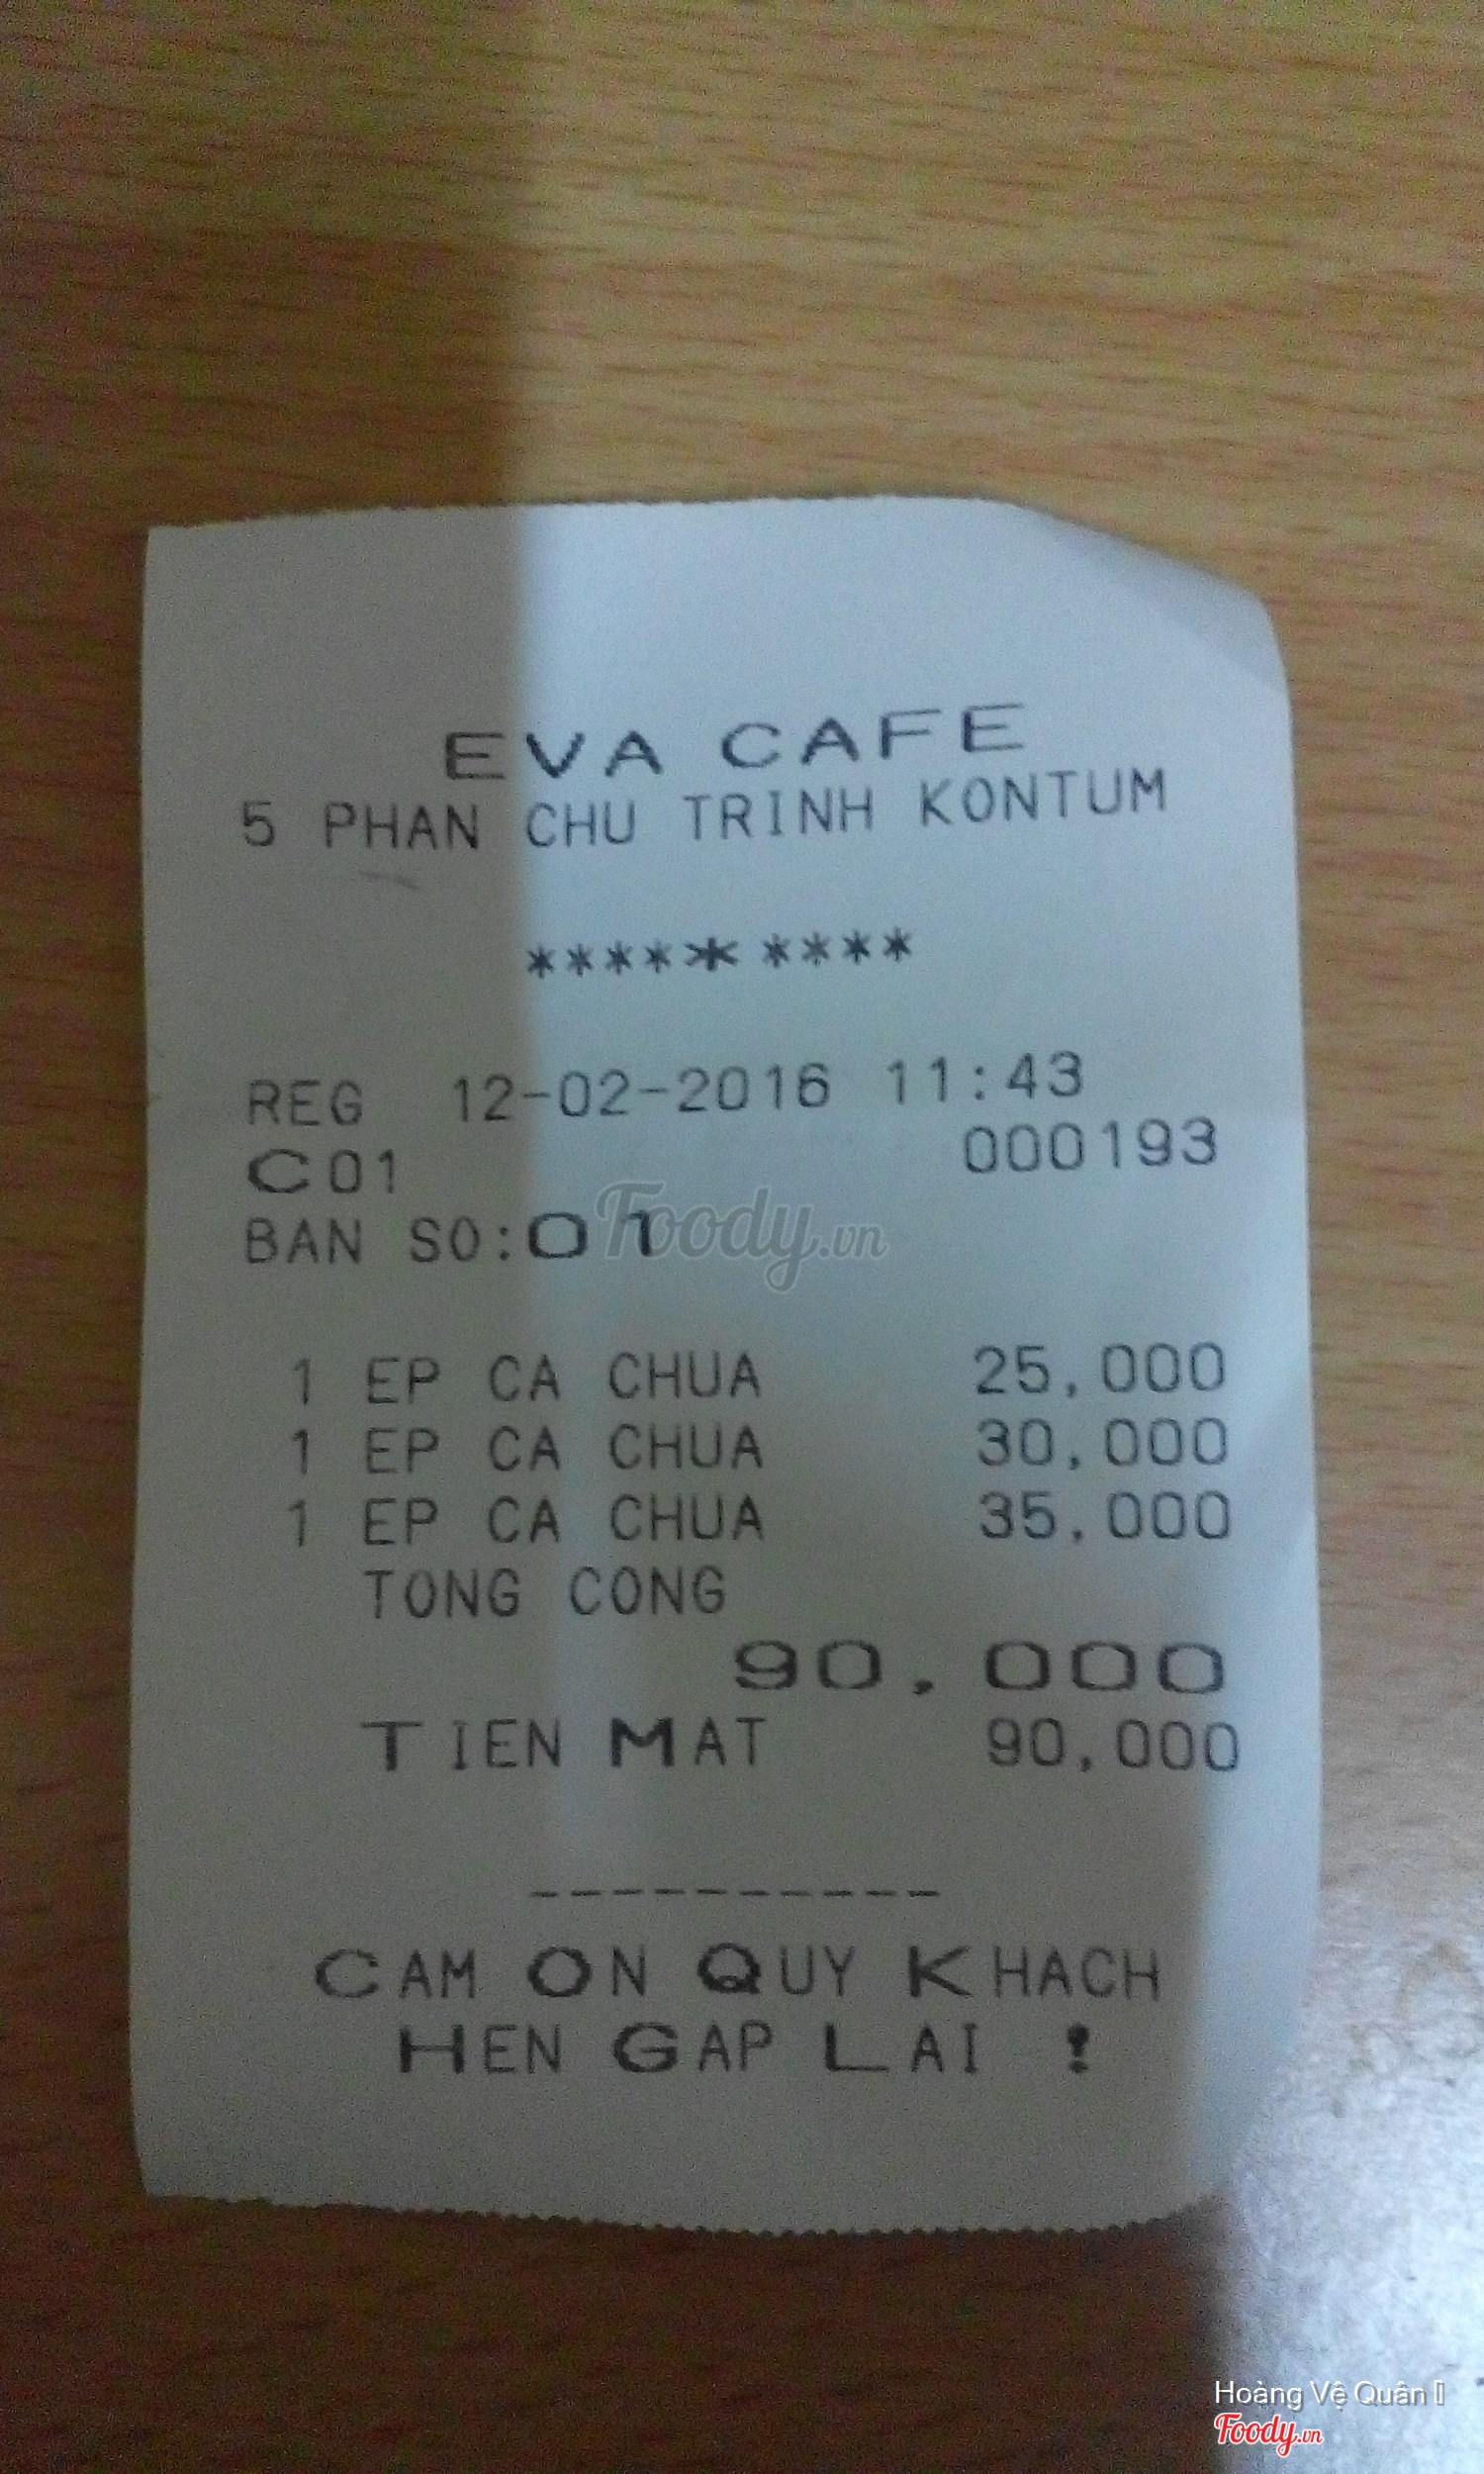 EVA CAFE
5 PHAN CHU TRINH KONTUM
*********
REG 12-02-2016 11:43
C01 000193
BAN SO:01
Foody.vn
1 EP CA CHUA 25,000
1 EP CA CHUA 30,000
1 EP CA CHUA 35,000
TONG CONG
90,000
TIEN MAT 90,000
-----------
CAM ON QUY KHACH
HEN GAP LAI !
Hoàng Vệ Quân
Foody.vn